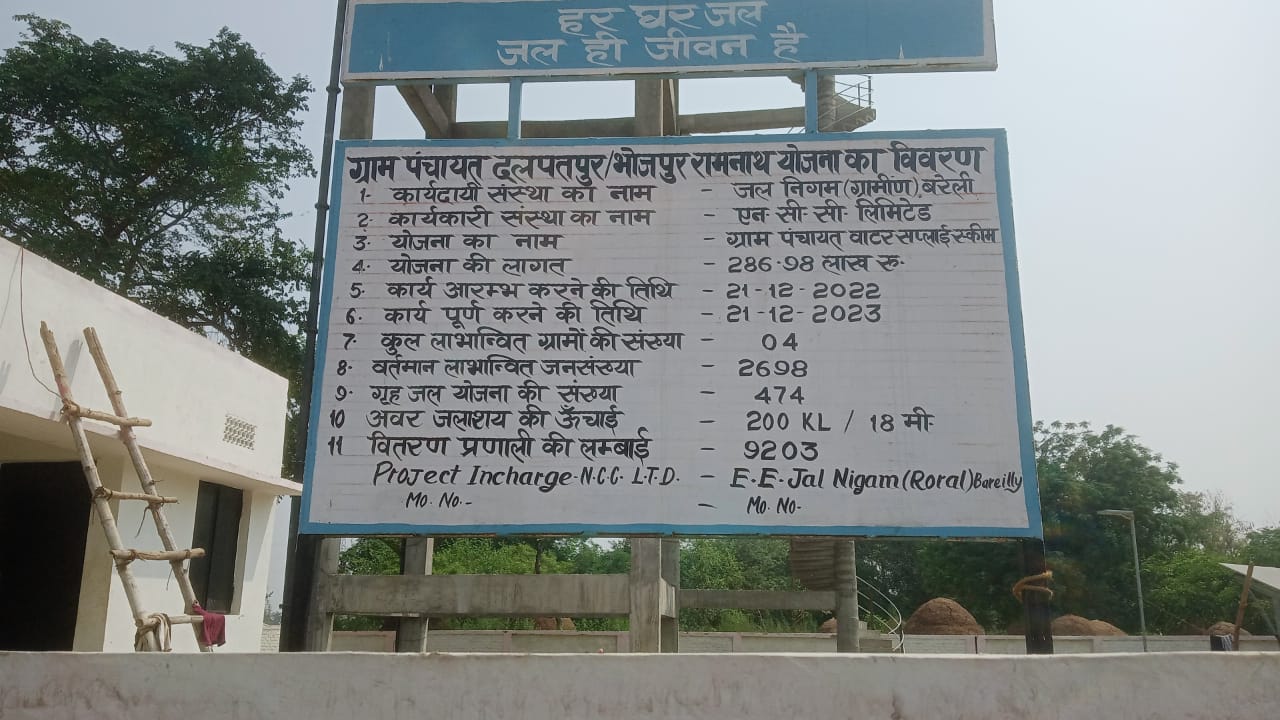 हर घर जल
जल ही जीवन है
ग्राम पंचायत दलपतपुर/भोजपुर रामनाथ योजना का विवरण
1- कार्यदायी संस्था का नाम - जल निगम (ग्रामीण) बरेली
2- कार्यकारी संस्था का नाम - एन॰ सी॰ सी॰ लिमिटेड
3- योजना का नाम - ग्राम पंचायत वाटर सप्लाई स्कीम
4- योजना की लागत - 286.98 लाख रु॰
5- कार्य आरम्भ करने की तिथि - 21-12-2022
6- कार्य पूर्ण करने की तिथि - 21-12-2023
7- कुल लाभान्वित ग्रामों की संख्या - 04
8- वर्तमान लाभान्वित जनसंख्या - 2698
9- गृह जल योजना की संख्या - 474
10 अवर जलाशय की ऊँचाई - 200 KL / 18 मी॰
11 वितरण प्रणाली की लम्बाई - 9203
Project Incharge-N.C.C. L.T.D. - E.E. Jal Nigam (Roral) Bareilly
Mo. No.- - Mo. No-